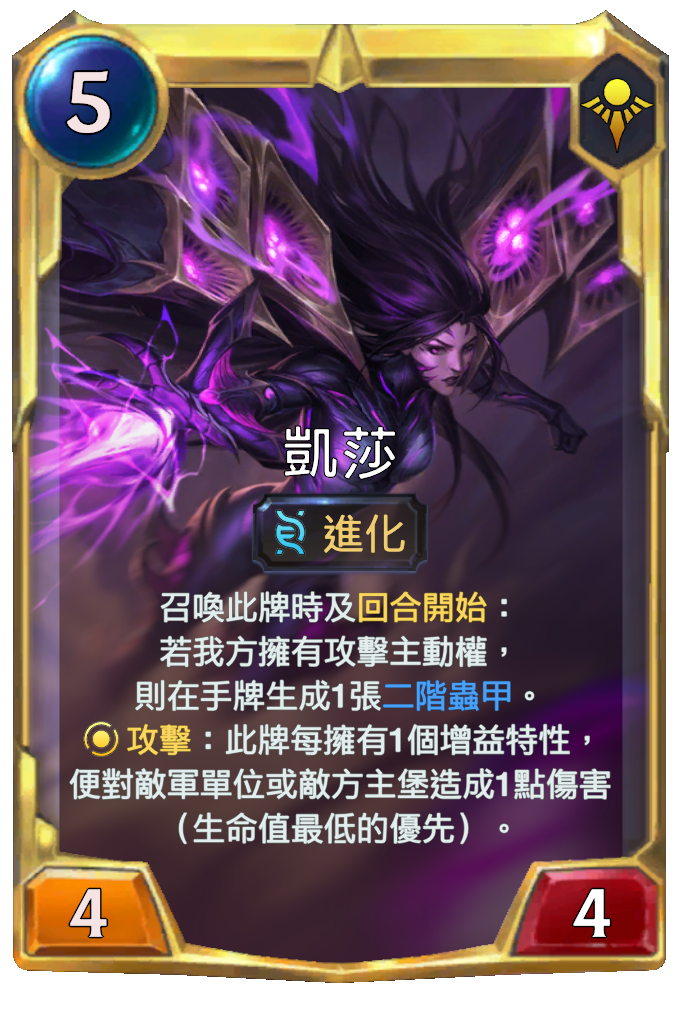 5
凱莎
進化
召喚此牌時及回合開始：
若我方擁有攻擊主動權，
則在手牌生成1張二階蟲甲。
攻擊：此牌每擁有1個增益特性，
便對敵軍單位或敵方主堡造成1點傷害
（生命值最低的優先）。
4
4